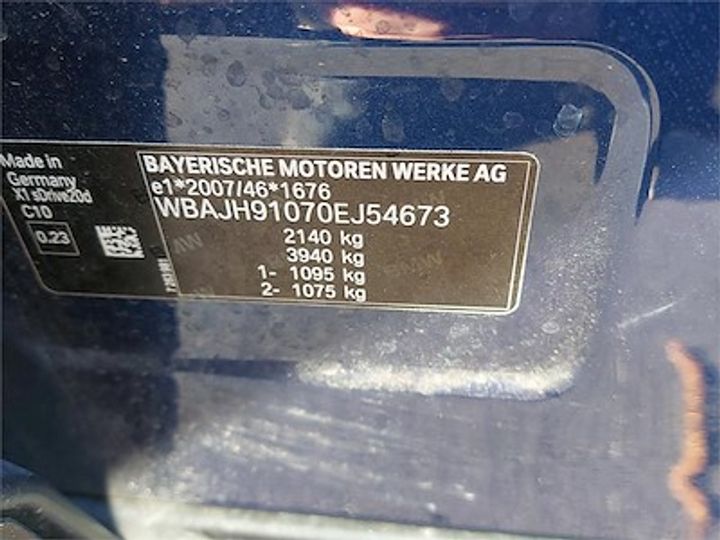 Made in
Germany
X1 sDrive20d
C10
0.23
BAYERISCHE MOTOREN WERKE AG
e1*2007/46*1676
WBAJH91070EJ54673
2140 kg
3940 kg
1- 1095 kg
2- 1075 kg